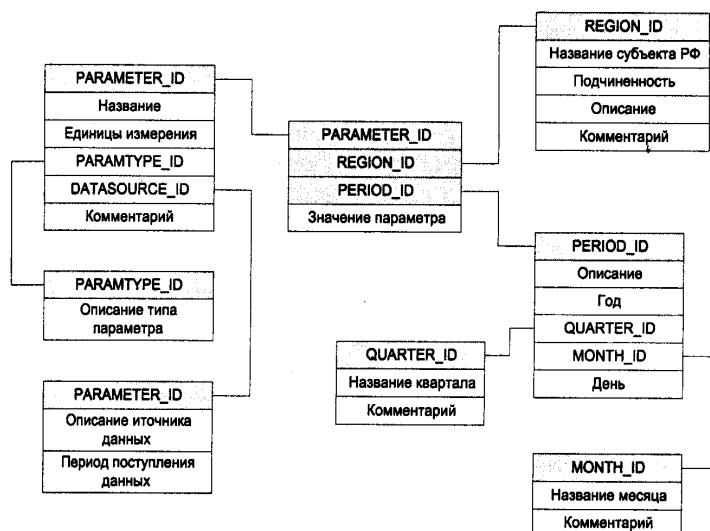 REGION_ID
Название субъекта РФ
Подчиненность
Описание
Комментарий
PARAMETER_ID
Название
Единицы измерения
PARAMTYPE_ID
DATASOURCE_ID
Комментарий
PARAMETER_ID
REGION_ID
PERIOD_ID
Значение параметра
PERIOD_ID
Описание
Год
QUARTER_ID
MONTH_ID
День
PARAMTYPE_ID
Описание типа
параметра
QUARTER_ID
Название квартала
Комментарий
PARAMETER_ID
Описание иточника
данных
Период поступления
данных
MONTH_ID
Название месяца
Комментарий